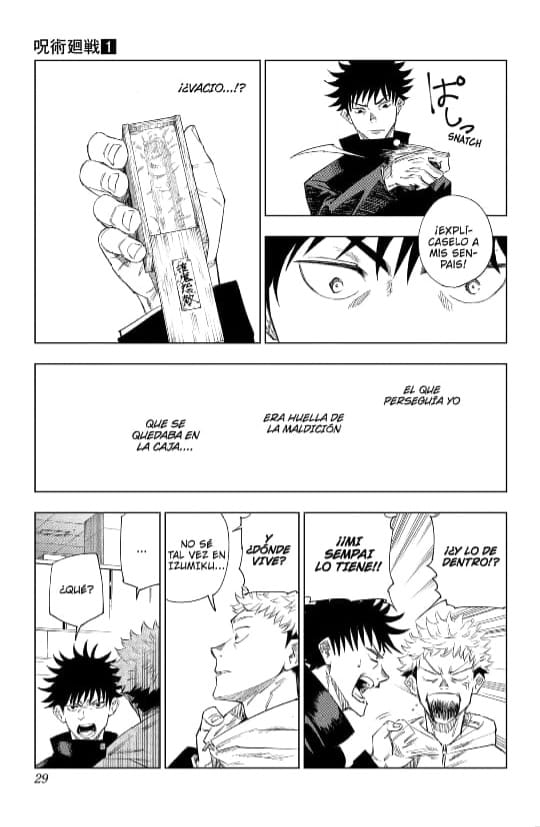 呪術廻戦1
ぱしっ
SNATCH
¡EXPLÍ-
CASELO A
MIS SEN-
PAIS!
¡¿VACIO...!?
EL QUE
PERSEGUÍA YO
ERA HUELLA DE
LA MALDICIÓN
QUE SE
QUEDABA EN
LA CAJA....
¡¿Y LO DE
DENTRO!?
¡¡MI
SEMPAI
LO TIENE!!
Y
¿DÓNDE
VIVE?
NO SÉ
TAL VEZ EN
IZUMIKU...
...
¿QUÉ?
29